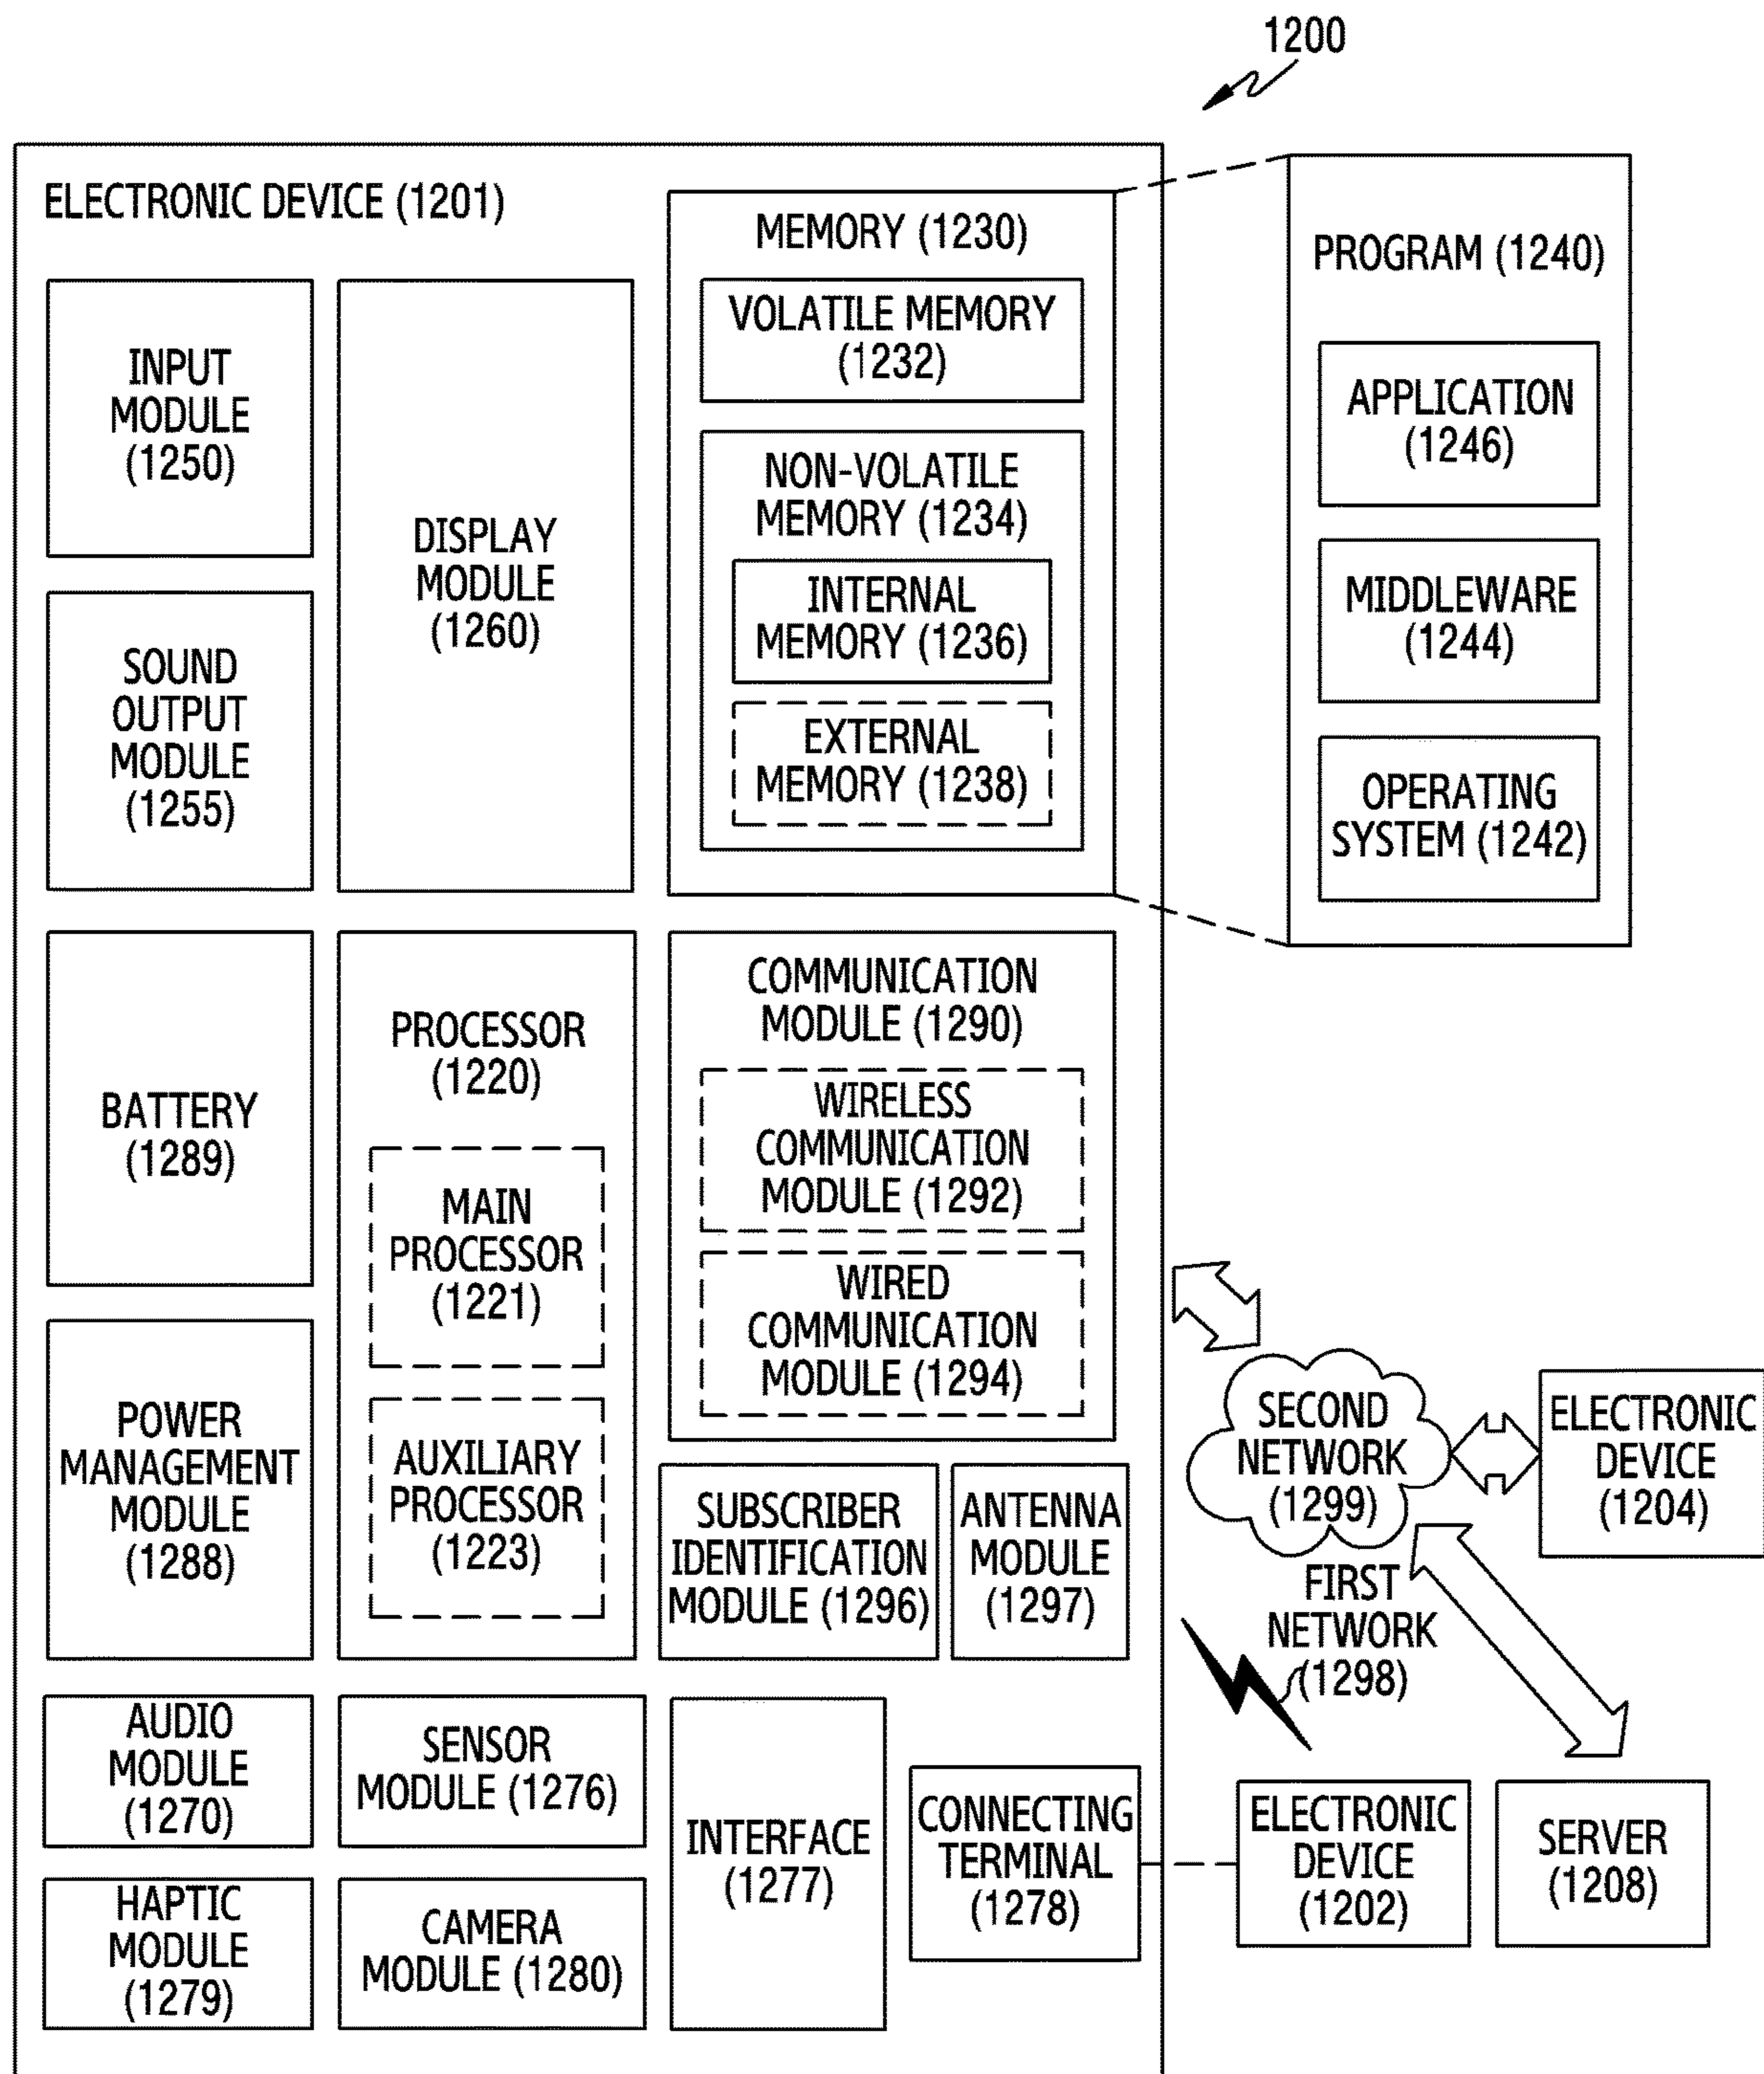 1200
ELECTRONIC DEVICE (1201)
INPUT
MODULE
(1250)
SOUND
OUTPUT
MODULE
(1255)
DISPLAY
MODULE
(1260)
MEMORY (1230)
VOLATILE MEMORY
(1232)
NON-VOLATILE
MEMORY (1234)
INTERNAL
MEMORY (1236)
EXTERNAL
MEMORY (1238)
PROGRAM (1240)
APPLICATION
(1246)
MIDDLEWARE
(1244)
OPERATING
SYSTEM (1242)
BATTERY
(1289)
POWER
MANAGEMENT
MODULE
(1288)
PROCESSOR
(1220)
MAIN
PROCESSOR
(1221)
AUXILIARY
PROCESSOR
(1223)
COMMUNICATION
MODULE (1290)
WIRELESS
COMMUNICATION
MODULE (1292)
WIRED
COMMUNICATION
MODULE (1294)
SUBSCRIBER
IDENTIFICATION
MODULE (1296)
ANTENNA
MODULE
(1297)
SECOND
NETWORK
(1299)
ELECTRONIC
DEVICE
(1204)
FIRST
NETWORK
(1298)
AUDIO
MODULE
(1270)
SENSOR
MODULE (1276)
HAPTIC
MODULE
(1279)
CAMERA
MODULE (1280)
INTERFACE
(1277)
CONNECTING
TERMINAL
(1278)
ELECTRONIC
DEVICE
(1202)
SERVER
(1208)